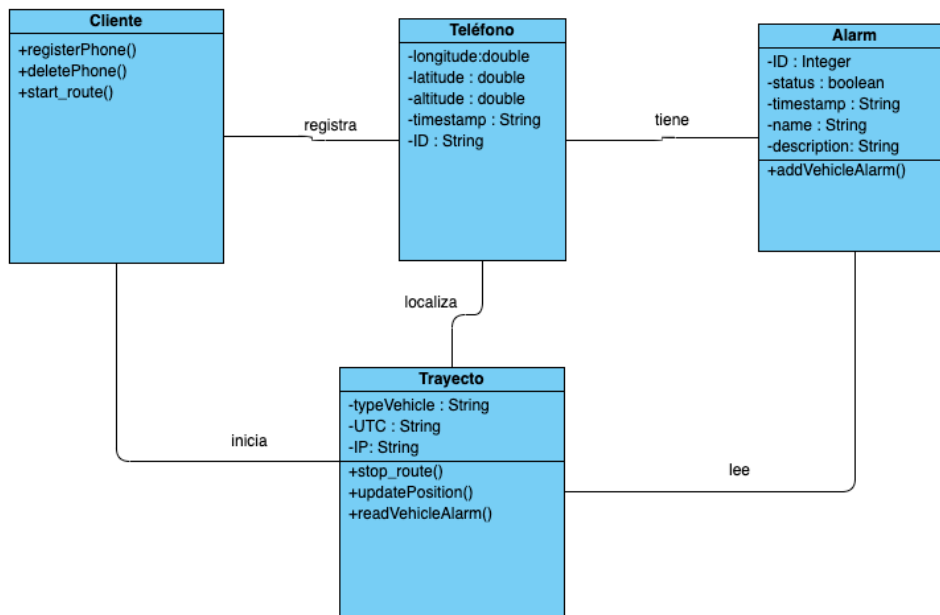 Cliente
+registerPhone()
+deletePhone()
+start_route()
registra
Teléfono
-longitude:double
-latitude : double
-altitude : double
-timestamp : String
-ID : String
tiene
Alarm
-ID : Integer
-status : boolean
-timestamp : String
-name : String
-description: String
+addVehicleAlarm()
localiza
inicia
Trayecto
-typeVehicle : String
-UTC : String
-IP: String
+stop_route()
+updatePosition()
+readVehicleAlarm()
lee